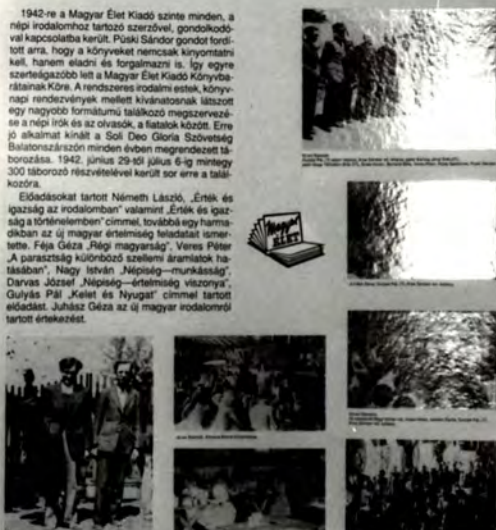 1942-re a Magyar Élet Kiadó szinte minden, a
népi irodalomhoz tartozó szerzővel, gondolkodó-
val kapcsolatba került. Püski Sándor gondot fordí-
tott arra, hogy a könyveket nemcsak kinyomtatni
kell, hanem eladni és forgalmazni is. Így egyre
szerteágazóbb lett a Magyar Élet Kiadó Könyvba-
rátainak Köre. A rendszeres irodalmi estek, könyv-
napi rendezvények mellett kívánatosnak látszott
egy nagyobb formátumú találkozó megszervezé-
se a népi írók és az olvasók, a fiatalok között. Erre
jó alkalmat kínált a Soli Deo Gloria Szövetség
Balatonszárszón minden évben megrendezett tá-
borozása. 1942. június 29-től július 6-ig mintegy
300 táborozó részvételével került sor erre a talál-
kozóra.
Előadásokat tartott Németh László, „Érték és
igazság az irodalomban" valamint „Érték és igaz-
ság a történelemben" címmel, továbbá egy harma-
dikban az új magyar értelmiség feladatait ismer-
tette. Féja Géza „Régi magyarság", Veres Péter
„A parasztság különböző szellemi áramlatok ha-
tásában", Nagy István „Népiség—munkásság",
Darvas József „Népiség—értelmiség viszonya",
Gulyás Pál „Kelet és Nyugat" címmel tartott
előadást. Juhász Géza az új magyar irodalomról
tartott értekezést.
Magyar
ÉLET